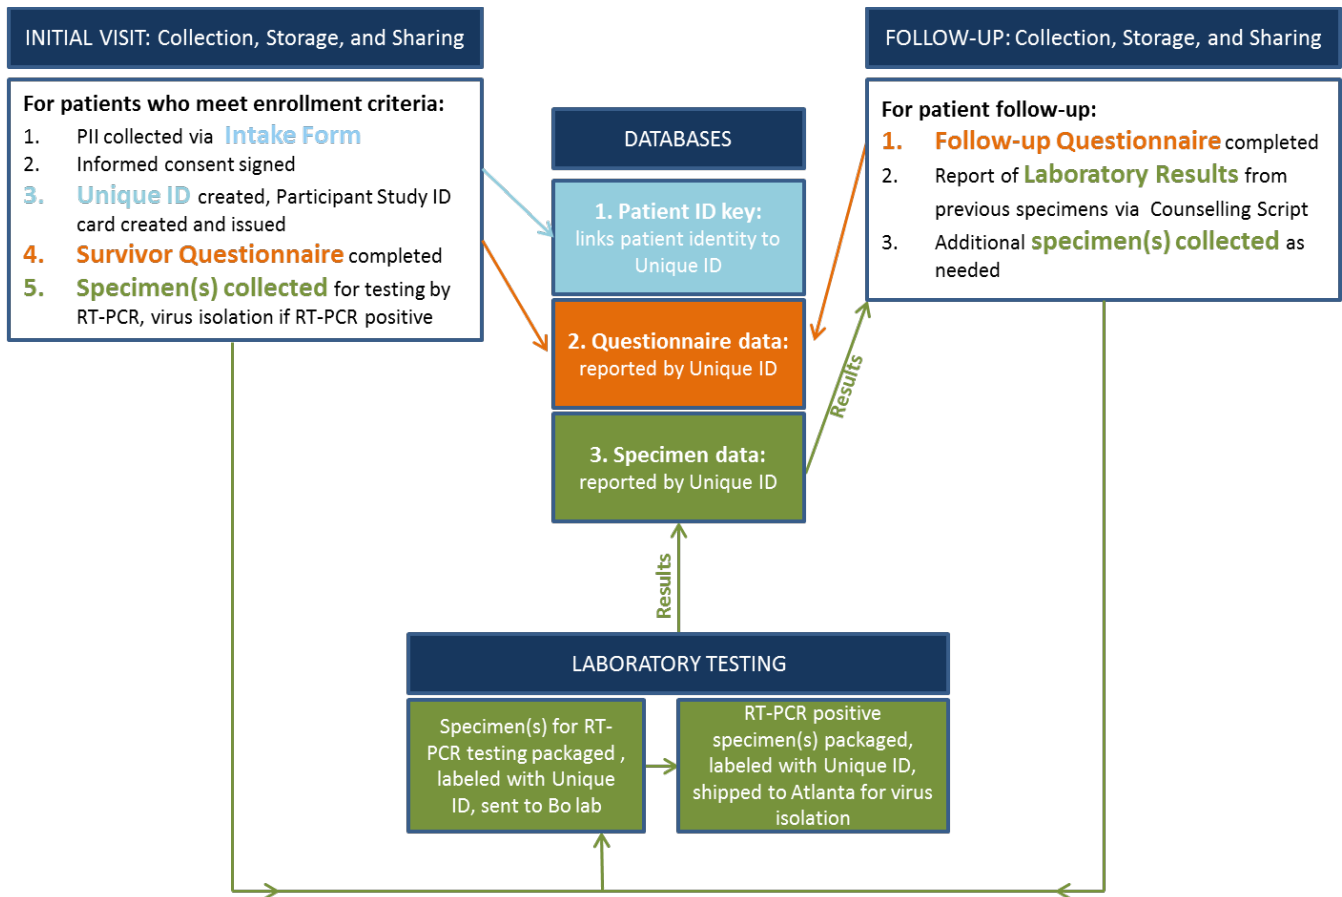 INITIAL VISIT: Collection, Storage, and Sharing
For patients who meet enrollment criteria:
1. PII collected via Intake Form
2. Informed consent signed
3. Unique ID created, Participant Study ID
card created and issued
4. Survivor Questionnaire completed
5. Specimen(s) collected for testing by
RT-PCR, virus isolation if RT-PCR positive
DATABASES
1. Patient ID key:
links patient identity to
Unique ID
2. Questionnaire data:
reported by Unique ID
3. Specimen data:
reported by Unique ID
FOLLOW-UP: Collection, Storage, and Sharing
For patient follow-up:
1. Follow-up Questionnaire completed
2. Report of Laboratory Results from
previous specimens via Counselling Script
3. Additional specimen(s) collected as
needed
Results
Results
LABORATORY TESTING
Specimen(s) for RT-
PCR testing packaged ,
labeled with Unique
ID, sent to Bo lab
RT-PCR positive
specimen(s) packaged,
labeled with Unique ID,
shipped to Atlanta for virus
isolation